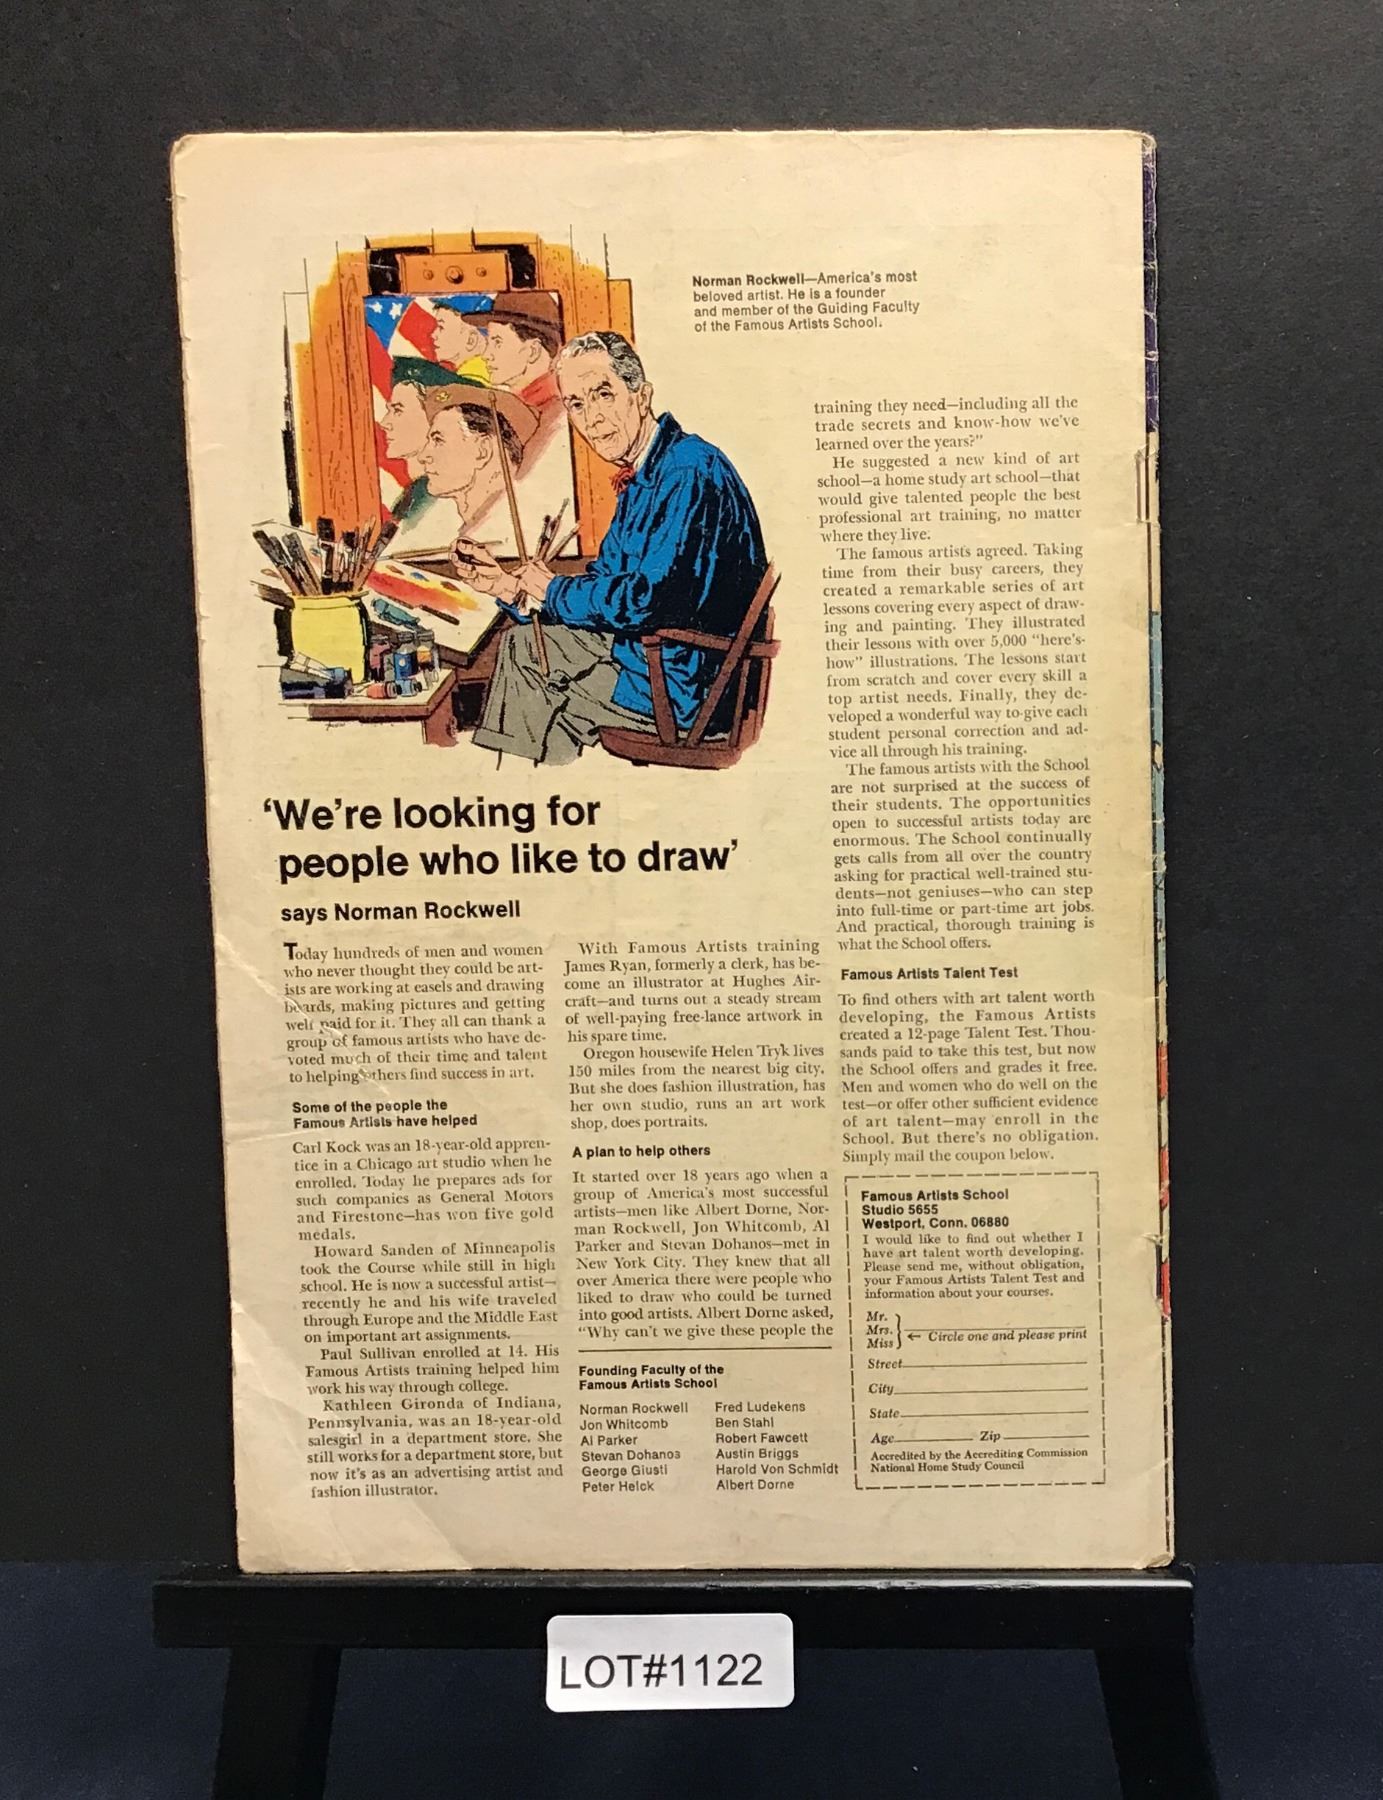 Norman Rockwell—America's most
beloved artist. He is a founder
and member of the Guiding Faculty
of the Famous Artists School.
'We're looking for
people who like to draw'
says Norman Rockwell
Today hundreds of men and women
who never thought they could be art-
ists are working at easels and drawing
boards, making pictures and getting
well paid for it. They all can thank a
group of famous artists who have de-
voted much of their time and talent
to helping others find success in art.
Some of the people the
Famous Artists have helped
Carl Kock was an 18-year-old appren-
tice in a Chicago art studio when he
enrolled. Today he prepares ads for
such companies as General Motors
and Firestone—has won five gold
medals.
Howard Sanden of Minneapolis
took the Course while still in high
school. He is now a successful artist—
recently he and his wife traveled
through Europe and the Middle East
on important art assignments.
Paul Sullivan enrolled at 14. His
Famous Artists training helped him
work his way through college.
Kathleen Gironda of Indiana,
Pennsylvania, was an 18-year-old
salesgirl in a department store. She
still works for a department store, but
now it's as an advertising artist and
fashion illustrator.
With Famous Artists training
James Ryan, formerly a clerk, has be-
come an illustrator at Hughes Air-
craft—and turns out a steady stream
of well-paying free-lance artwork in
his spare time.
Oregon housewife Helen Tryk lives
150 miles from the nearest big city.
But she does fashion illustration, has
her own studio, runs an art work
shop, does portraits.
A plan to help others
It started over 18 years ago when a
group of America's most successful
artists—men like Albert Dorne, Nor-
man Rockwell, Jon Whitcomb, Al
Parker and Stevan Dohanos—met in
New York City. They knew that all
over America there were people who
liked to draw who could be turned
into good artists. Albert Dorne asked,
"Why can't we give these people the
Founding Faculty of the
Famous Artists School
Norman Rockwell
Jon Whitcomb
Al Parker
Stevan Dohanos
George Giusti
Peter Helck
Fred Ludekens
Ben Stahl
Robert Fawcett
Austin Briggs
Harold Von Schmidt
Albert Dorne
training they need—including all the
trade secrets and know-how we've
learned over the years?"
He suggested a new kind of art
school—a home study art school—that
would give talented people the best
professional art training, no matter
where they live.
The famous artists agreed. Taking
time from their busy careers, they
created a remarkable series of art
lessons covering every aspect of draw-
ing and painting. They illustrated
their lessons with over 5,000 "here's-
how" illustrations. The lessons start
from scratch and cover every skill a
top artist needs. Finally, they de-
veloped a wonderful way to give each
student personal correction and ad-
vice all through his training.
The famous artists with the School
are not surprised at the success of
their students. The opportunities
open to successful artists today are
enormous. The School continually
gets calls from all over the country
asking for practical well-trained stu-
dents—not geniuses—who can step
into full-time or part-time art jobs.
And practical, thorough training is
what the School offers.
Famous Artists Talent Test
To find others with art talent worth
developing, the Famous Artists
created a 12-page Talent Test. Thou-
sands paid to take this test, but now
the School offers and grades it free.
Men and women who do well on the
test—or offer other sufficient evidence
of art talent—may enroll in the
School. But there's no obligation.
Simply mail the coupon below.
Famous Artists School
Studio 5655
Westport, Conn. 06880
I would like to find out whether I
have art talent worth developing.
Please send me, without obligation,
your Famous Artists Talent Test and
information about your courses.
Mr.
Mrs.
Miss
← Circle one and please print
Street
City
State
Age Zip
Accredited by the Accrediting Commission
National Home Study Council
LOT#1122